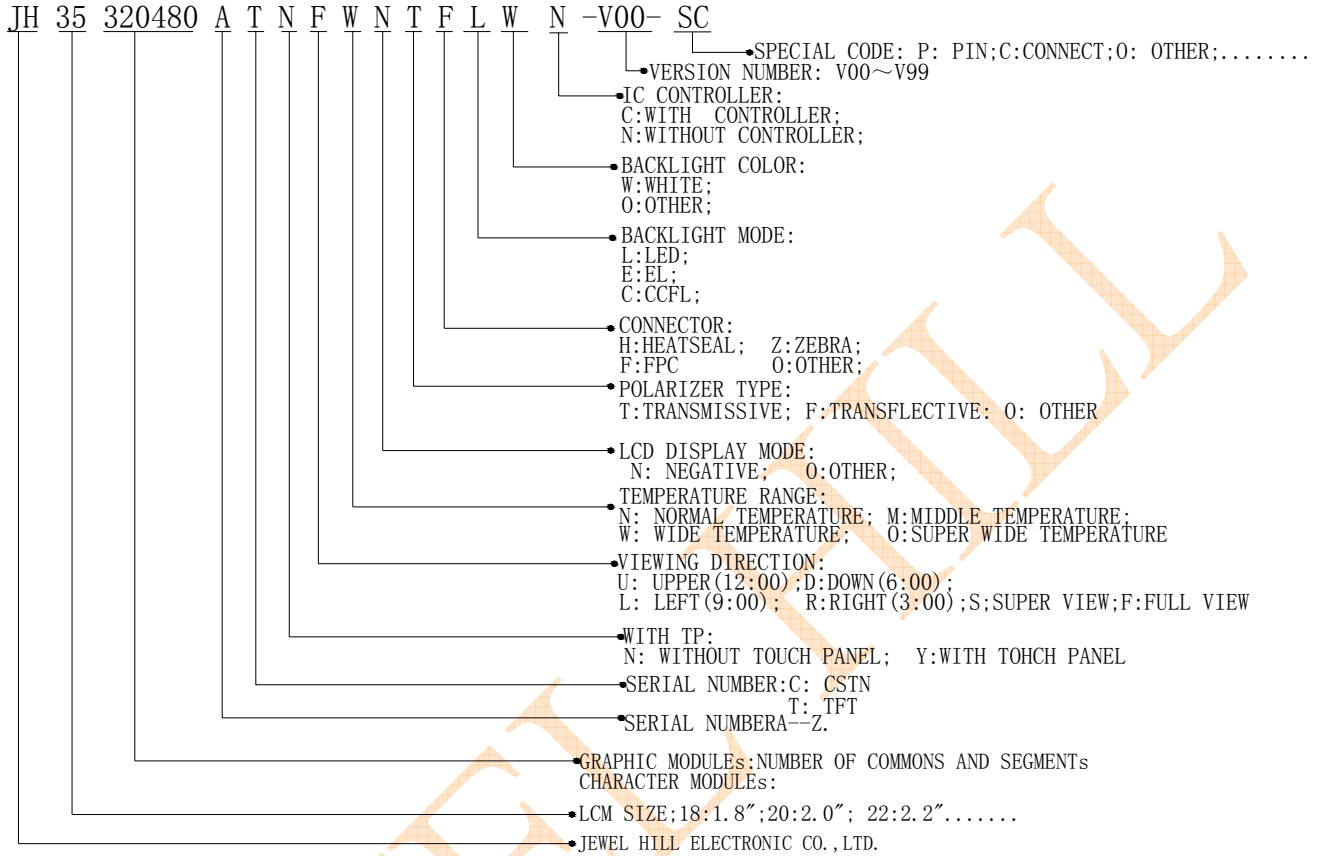 JH 35 320480 A T N F W N T F L W N -V00- SC
SPECIAL CODE: P: PIN;C:CONNECT;O: OTHER;........
VERSION NUMBER: V00～V99
IC CONTROLLER:
C:WITH CONTROLLER;
N:WITHOUT CONTROLLER;
BACKLIGHT COLOR:
W:WHITE;
O:OTHER;
BACKLIGHT MODE:
L:LED;
E:EL;
C:CCFL;
CONNECTOR:
H:HEATSEAL; Z:ZEBRA;
F:FPC O:OTHER;
POLARIZER TYPE:
T:TRANSMISSIVE; F:TRANSFLECTIVE: O: OTHER
LCD DISPLAY MODE:
N: NEGATIVE; O:OTHER;
TEMPERATURE RANGE:
N: NORMAL TEMPERATURE; M:MIDDLE TEMPERATURE;
W: WIDE TEMPERATURE; O:SUPER WIDE TEMPERATURE
VIEWING DIRECTION:
U: UPPER(12:00);D:DOWN(6:00);
L: LEFT(9:00); R:RIGHT(3:00);S;SUPER VIEW;F:FULL VIEW
WITH TP:
N: WITHOUT TOUCH PANEL; Y:WITH TOHCH PANEL
SERIAL NUMBER:C: CSTN
T: TFT
SERIAL NUMBERA--Z.
GRAPHIC MODULEs:NUMBER OF COMMONS AND SEGMENTs
CHARACTER MODULEs:
LCM SIZE;18:1.8″;20:2.0″; 22:2.2″.......
JEWEL HILL ELECTRONIC CO.,LTD.
EL HILL